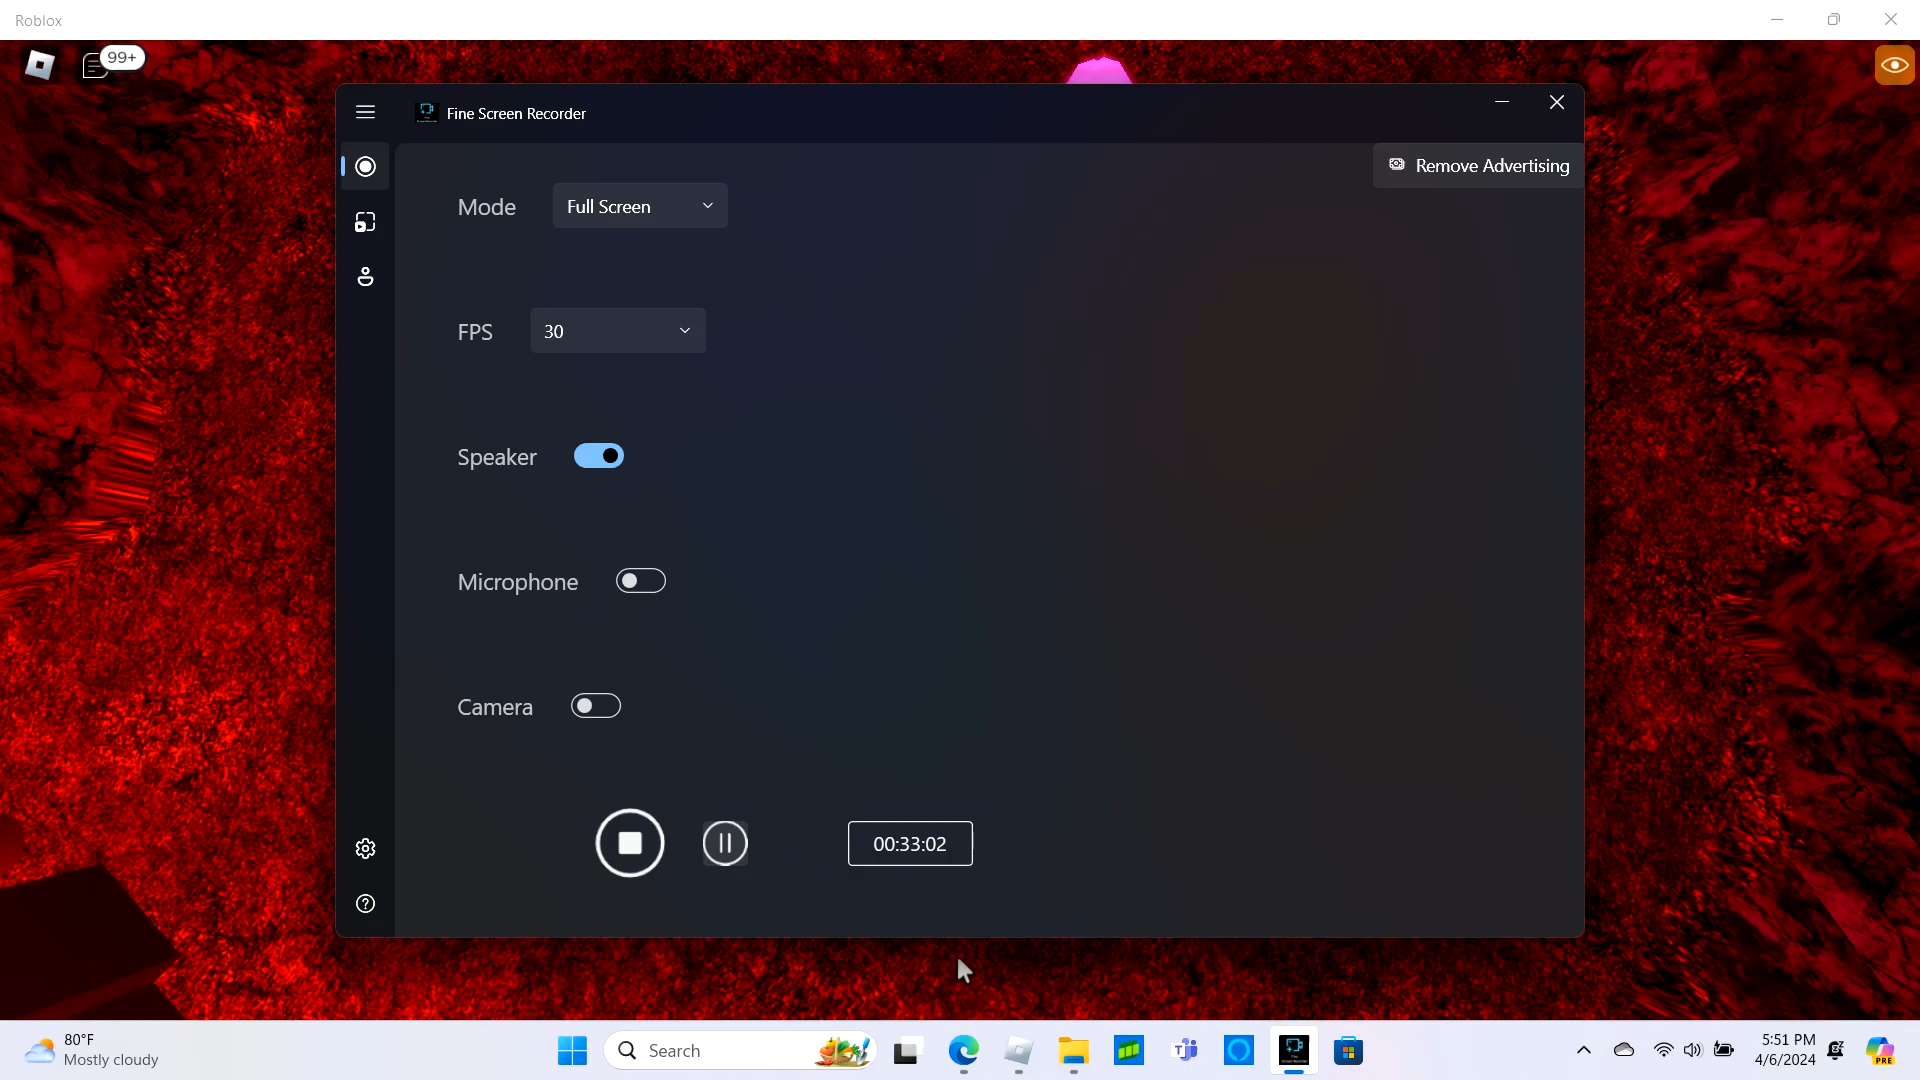 Roblox
99+
Fine Screen Recorder
Remove Advertising
Mode
Full Screen
FPS
30
Speaker
Microphone
Camera
00:33:02
80°F
Mostly cloudy
Search
5:51 PM
4/6/2024
PRE